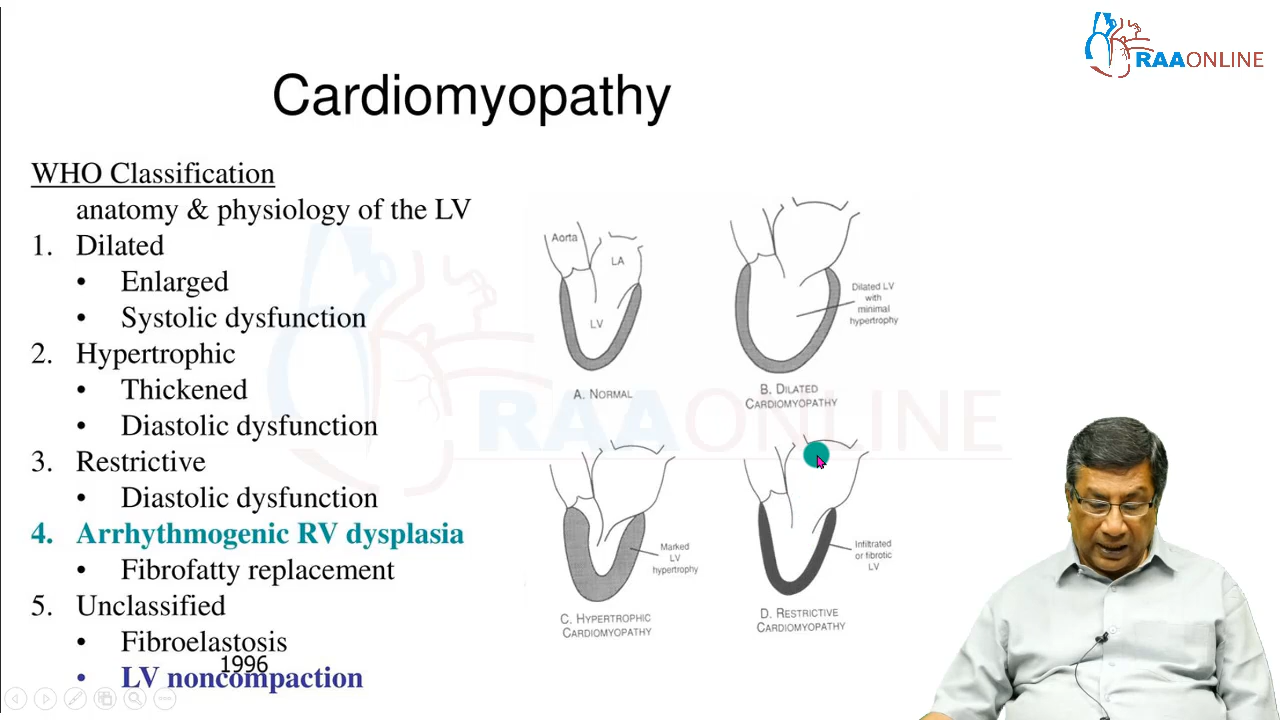 RAAONLINE
Cardiomyopathy
WHO Classification
anatomy & physiology of the LV
1. Dilated
• Enlarged
• Systolic dysfunction
2. Hypertrophic
• Thickened
• Diastolic dysfunction
3. Restrictive
• Diastolic dysfunction
4. Arrhythmogenic RV dysplasia
• Fibrofatty replacement
5. Unclassified
• Fibroelastosis
• LV noncompaction
1996
Aorta
LA
LV
A. NORMAL
Dilated LV
with
minimal
hypertrophy
B. DILATED
CARDIOMYOPATHY
Marked
LV
hypertrophy
C. HYPERTROPHIC
CARDIOMYOPATHY
Infiltrated
or fibrotic
LV
D. RESTRICTIVE
CARDIOMYOPATHY
RAAONLINE